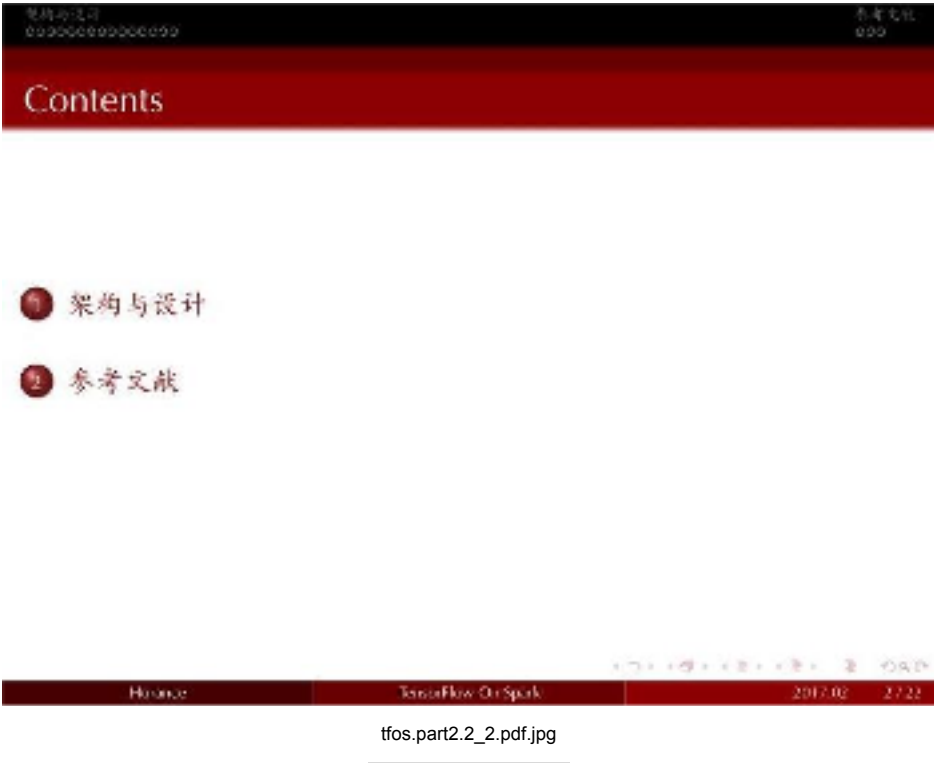 架构与设计
参考文献
Contents
1 架构与设计
2 参考文献
Horance TensorFlow On Spark 2017.02 2 / 22
tfos.part2.2_2.pdf.jpg